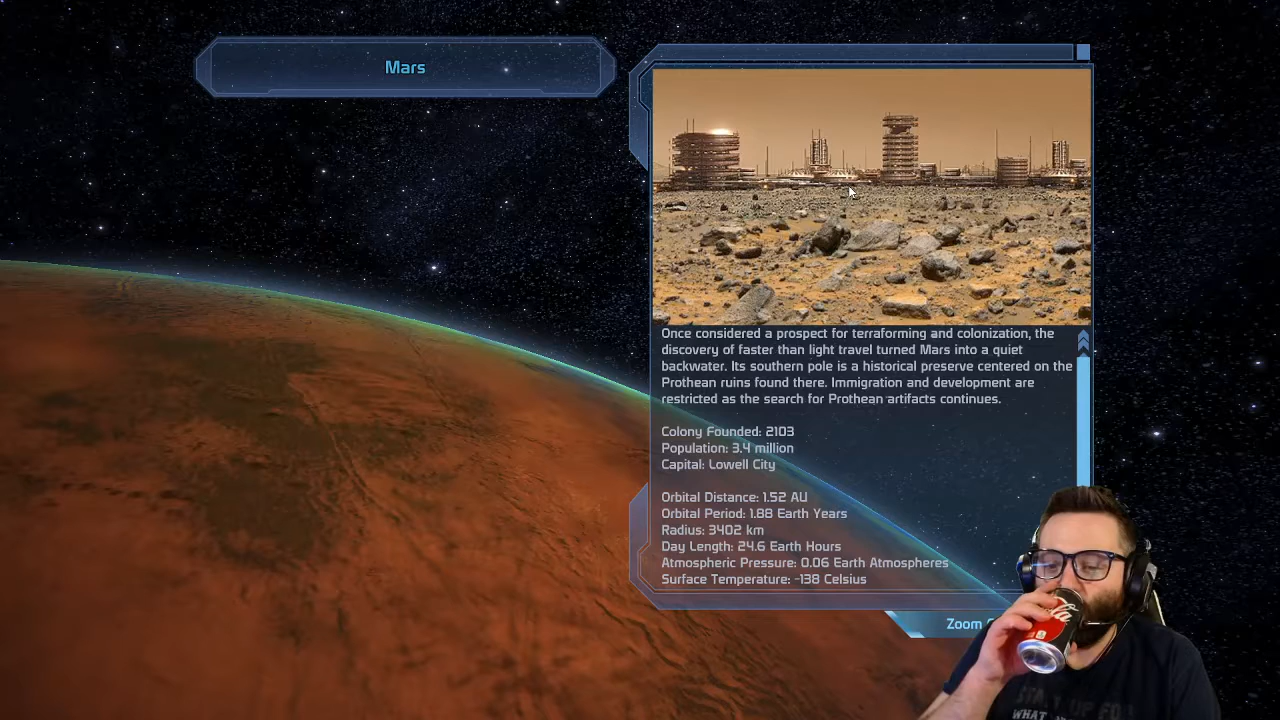 Mars
Once considered a prospect for terraforming and colonization, the
discovery of faster than light travel turned Mars into a quiet
backwater. Its southern pole is a historical preserve centered on the
Prothean ruins found there. Immigration and development are
restricted as the search for Prothean artifacts continues.
Colony Founded: 2103
Population: 3.4 million
Capital: Lowell City
Orbital Distance: 1.52 AU
Orbital Period: 1.88 Earth Years
Radius: 3402 km
Day Length: 24.6 Earth Hours
Atmospheric Pressure: 0.06 Earth Atmospheres
Surface Temperature: -138 Celsius
Zoom
WHAT